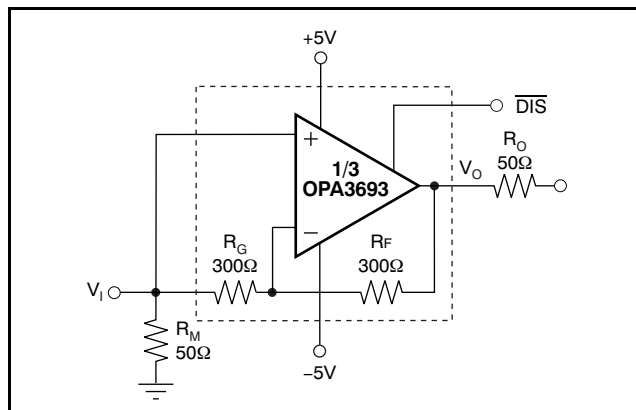 +5V
DIS
+
1/3
OPA3693
R_O
50Ω
V_O
−
R_G
300Ω
R_F
300Ω
V_I
R_M
50Ω
−5V